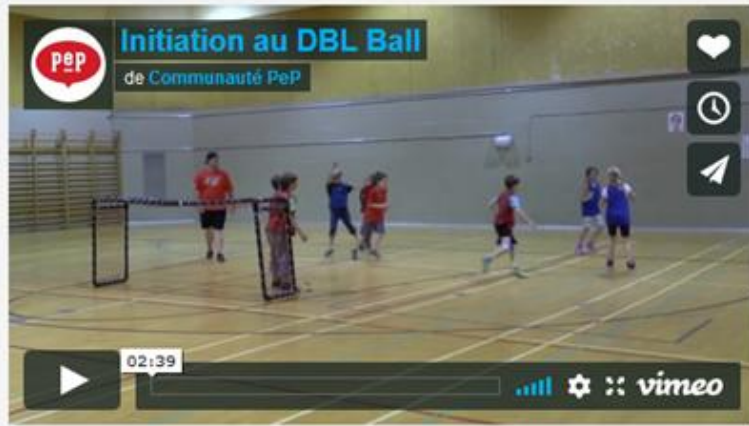 PeP
Initiation au DBL Ball
de Communauté PeP
02:39
vimeo